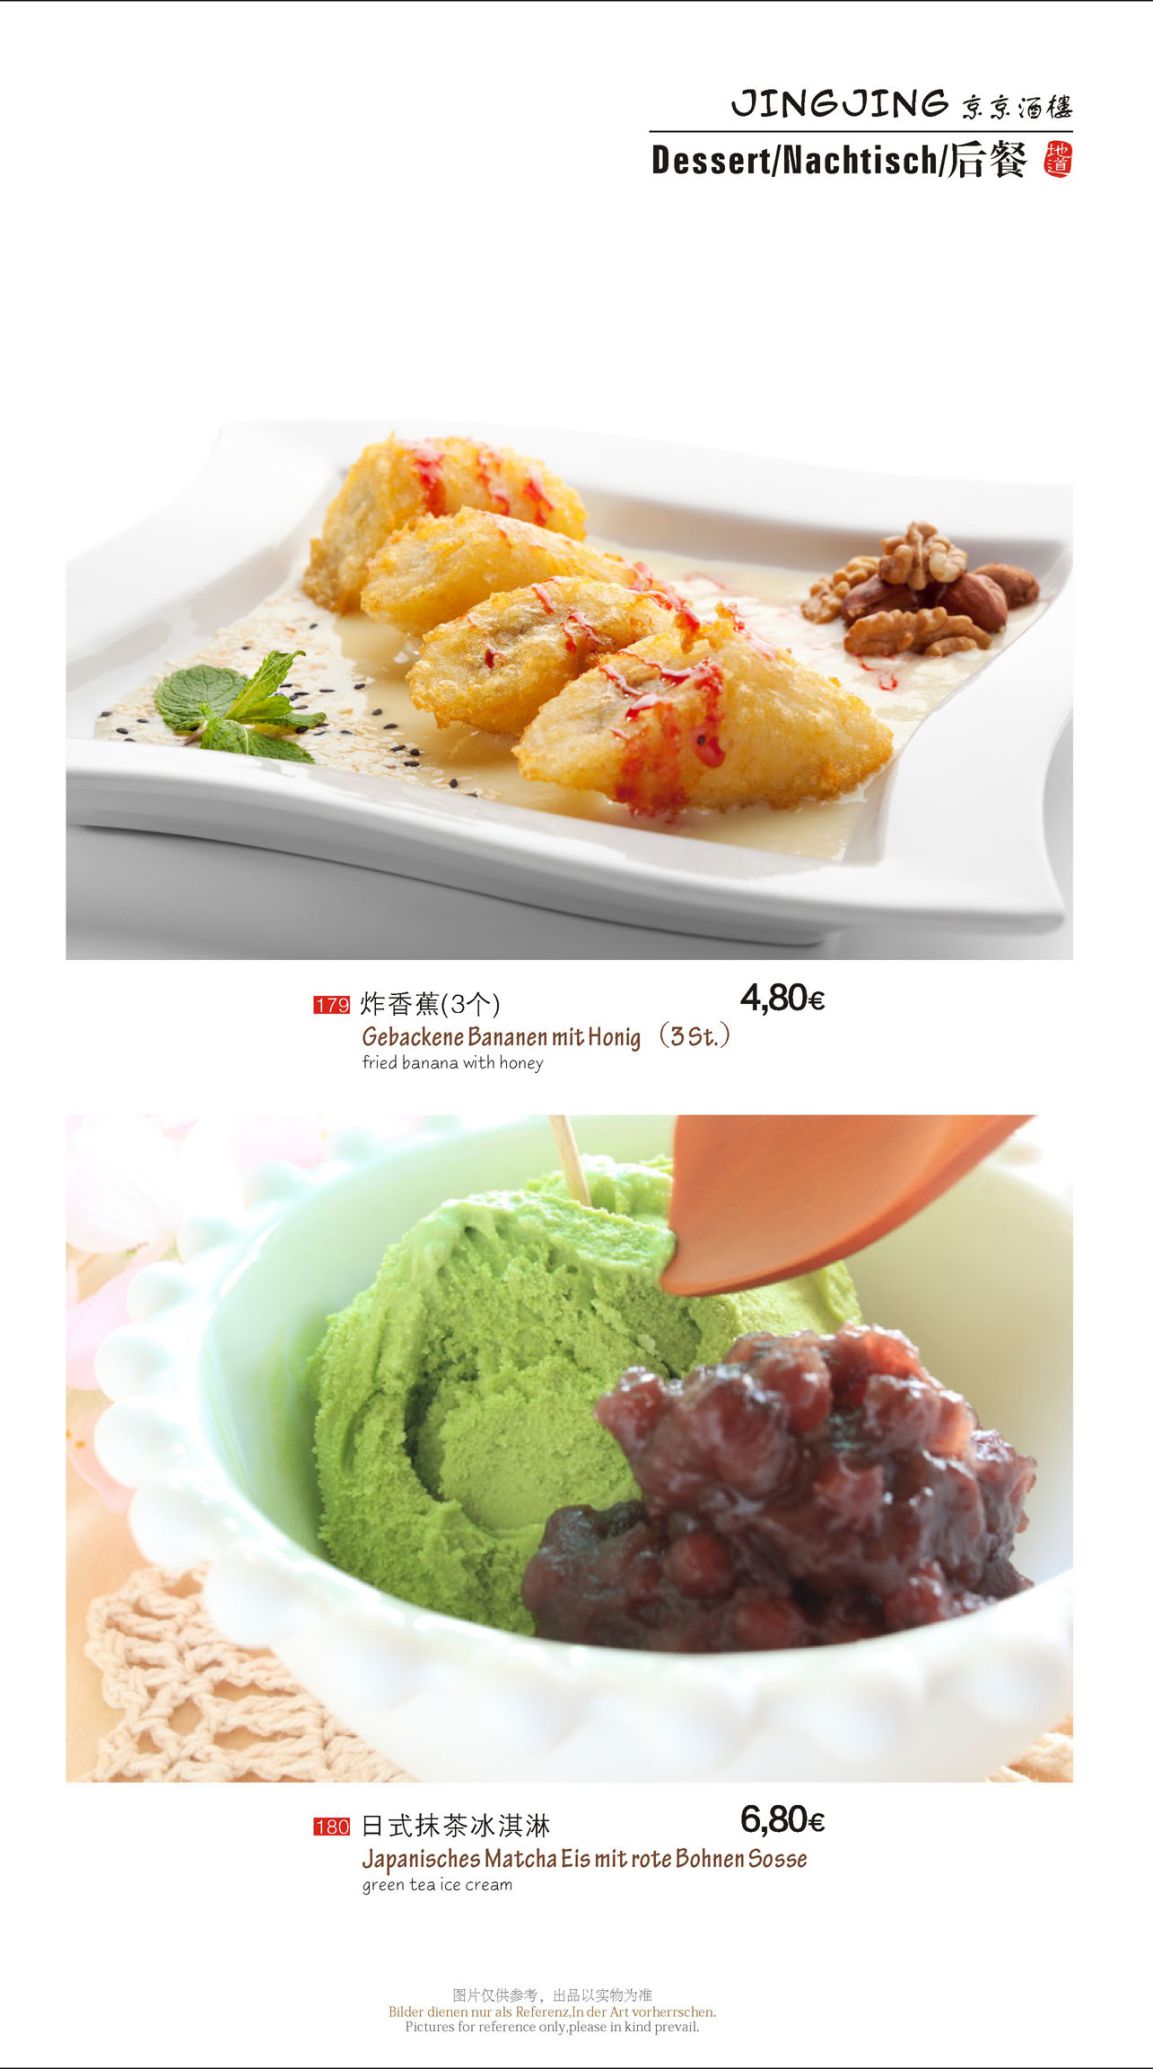 JINGJING 京京酒樓
Dessert/Nachtisch/后餐 地道
179 炸香蕉(3个) 4,80€
Gebackene Bananen mit Honig （3 St.）
fried banana with honey
180 日式抹茶冰淇淋 6,80€
Japanisches Matcha Eis mit rote Bohnen Sosse
green tea ice cream
图片仅供参考，出品以实物为准
Bilder dienen nur als Referenz,In der Art vorherrschen.
Pictures for reference only,please in kind prevail.